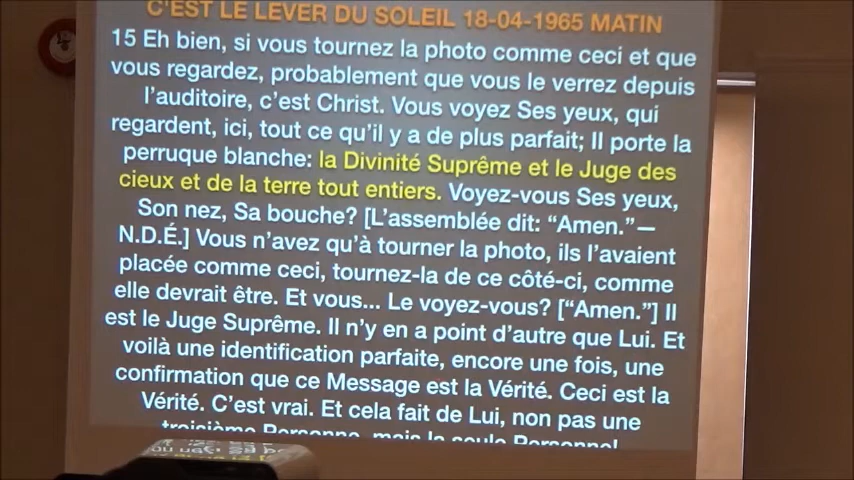 C'EST LE LEVER DU SOLEIL 18-04-1965 MATIN
15 Eh bien, si vous tournez la photo comme ceci et que
vous regardez, probablement que vous le verrez depuis
l'auditoire, c'est Christ. Vous voyez Ses yeux, qui
regardent, ici, tout ce qu'il y a de plus parfait; Il porte la
perruque blanche: la Divinité Suprême et le Juge des
cieux et de la terre tout entiers. Voyez-vous Ses yeux,
Son nez, Sa bouche? [L'assemblée dit: “Amen.”—
N.D.É.] Vous n'avez qu'à tourner la photo, ils l'avaient
placée comme ceci, tournez-la de ce côté-ci, comme
elle devrait être. Et vous... Le voyez-vous? [“Amen.”] Il
est le Juge Suprême. Il n'y en a point d'autre que Lui. Et
voilà une identification parfaite, encore une fois, une
confirmation que ce Message est la Vérité. Ceci est la
Vérité. C'est vrai. Et cela fait de Lui, non pas une
troisième Personne, mais la seule Personne!